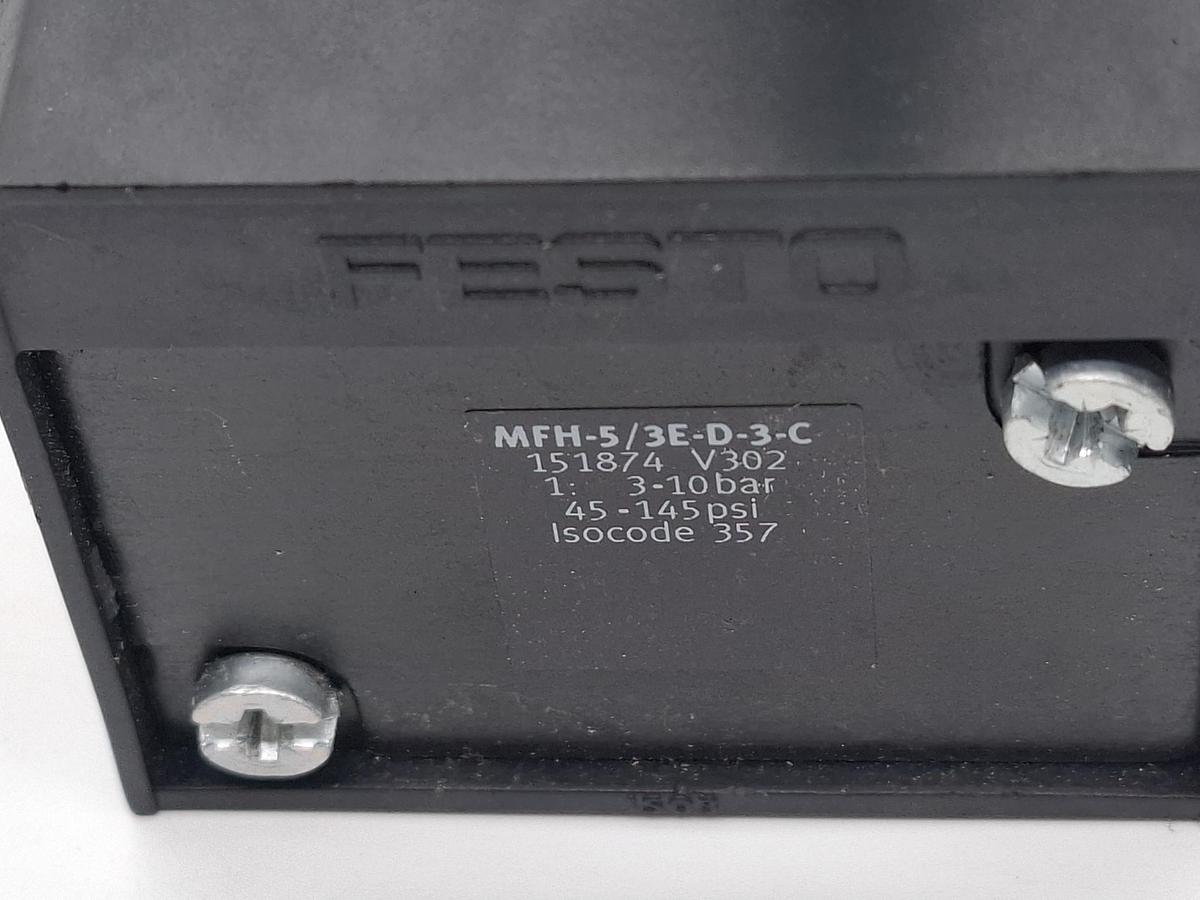 FESTO
MFH-5/3E-D-3-C
151874 V302
1: 3-10bar
45-145psi
Isocode 357